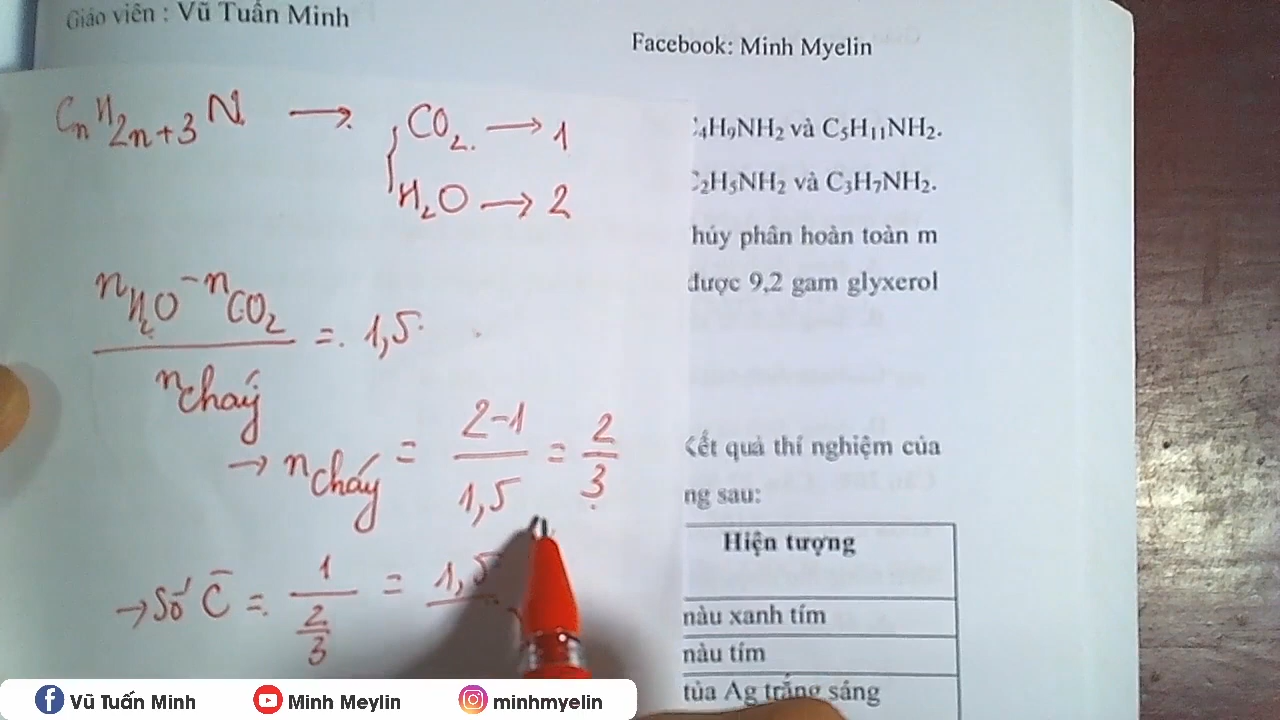 Giáo viên : Vũ Tuấn Minh
Facebook: Minh Myelin
CnH2n+3N → CO2 → 1
H2O → 2
C4H9NH2 và C5H11NH2.
C2H5NH2 và C3H7NH2.
hủy phân hoàn toàn m
được 9,2 gam glyxerol
nH2O - nCO2 / ncháy = 1,5
→ ncháy = 2-1 / 1,5 = 2/3
→ Số C̄ = 1 / 2/3 = 1,5
Kết quả thí nghiệm của
ng sau:
Hiện tượng
màu xanh tím
màu tím
tủa Ag trắng sáng
Vũ Tuấn Minh
Minh Meylin
minhmyelin